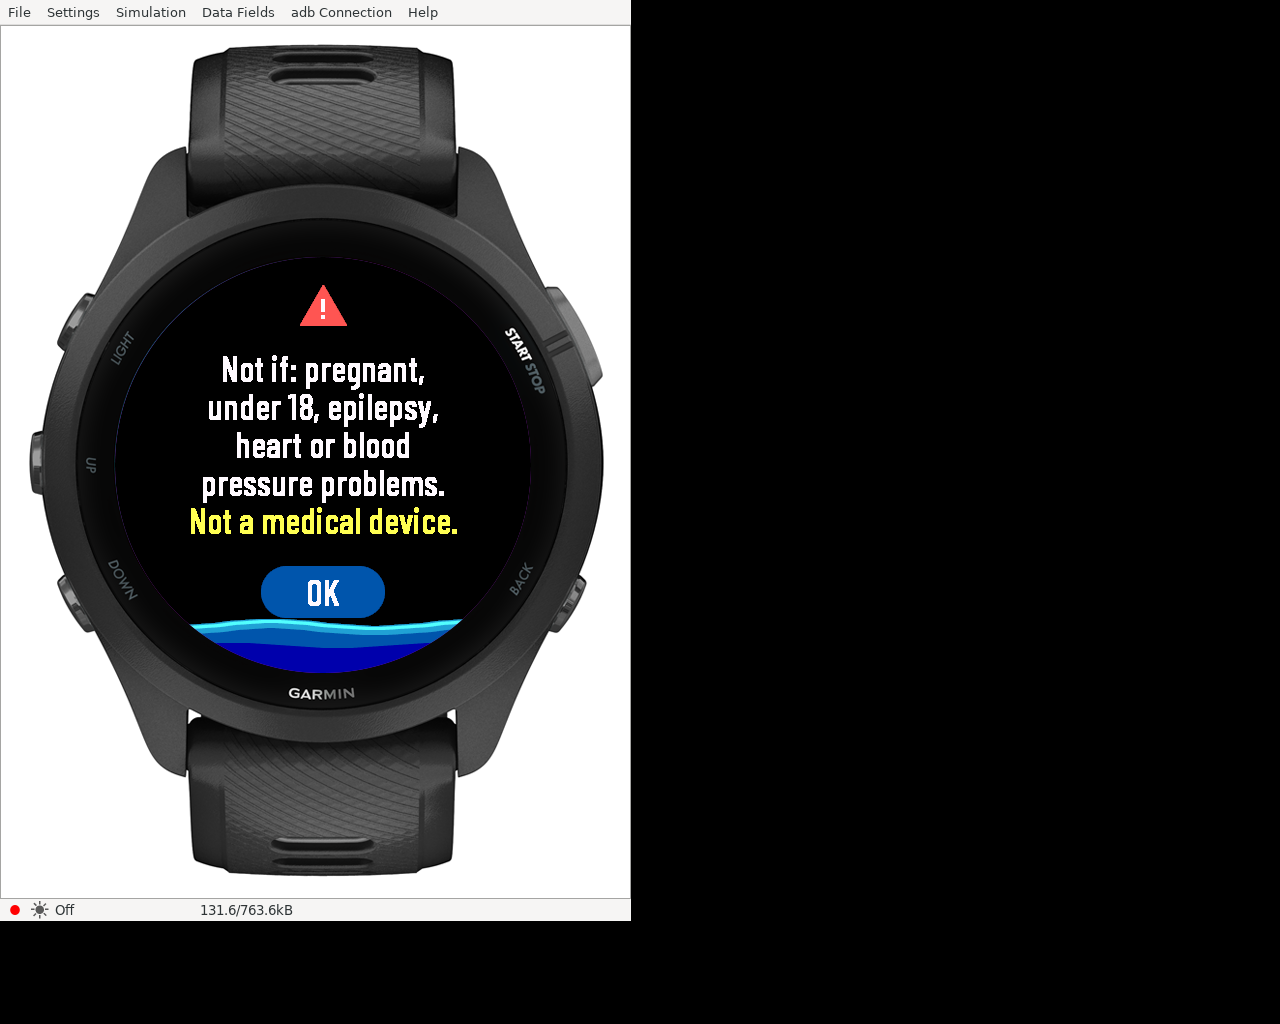 File Settings Simulation Data Fields adb Connection Help
LIGHT
START STOP
UP
DOWN
BACK
!
Not if: pregnant,
under 18, epilepsy,
heart or blood
pressure problems.
Not a medical device.
OK
GARMIN
Off 131.6/763.6kB